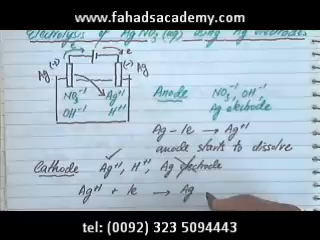 www.fahadsacademy.com
Electrolysis of AgNO3 (aq) using Ag electrodes
e e
Ag (+) (-) Ag
NO3⁻¹ Ag⁺¹
OH⁻¹ H⁺¹
Anode NO3⁻¹, OH⁻¹
Ag electrode
Ag - 1e → Ag⁺¹
anode starts to dissolve
Cathode Ag⁺¹, H⁺¹, Ag electrode
Ag⁺¹ + 1e → Ag
tel: (0092) 323 5094443